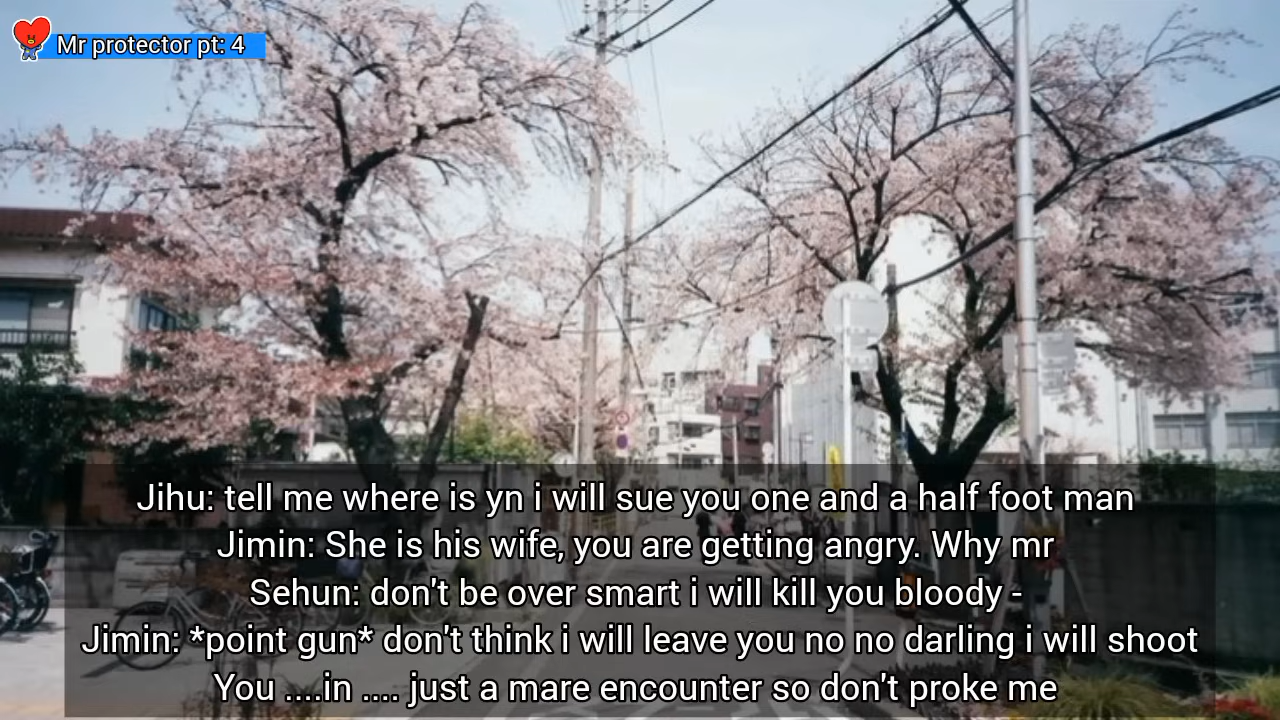 Mr protector pt: 4
Jihu: tell me where is yn i will sue you one and a half foot man
Jimin: She is his wife, you are getting angry. Why mr
Sehun: don't be over smart i will kill you bloody -
Jimin: *point gun* don't think i will leave you no no darling i will shoot
You ....in .... just a mare encounter so don't proke me